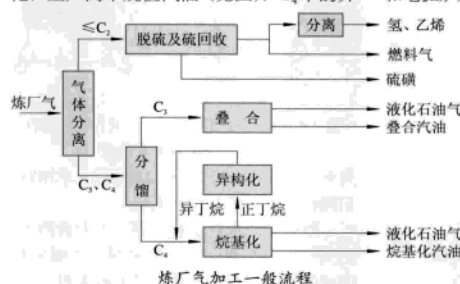 ≤C₂
脱硫及硫回收
分离
氢、乙烯
燃料气
硫磺
炼厂气
气体分离
C₃、C₄
分馏
C₃
叠合
液化石油气
叠合汽油
异构化
异丁烷
正丁烷
C₄
烷基化
液化石油气
烷基化汽油
炼厂气加工一般流程